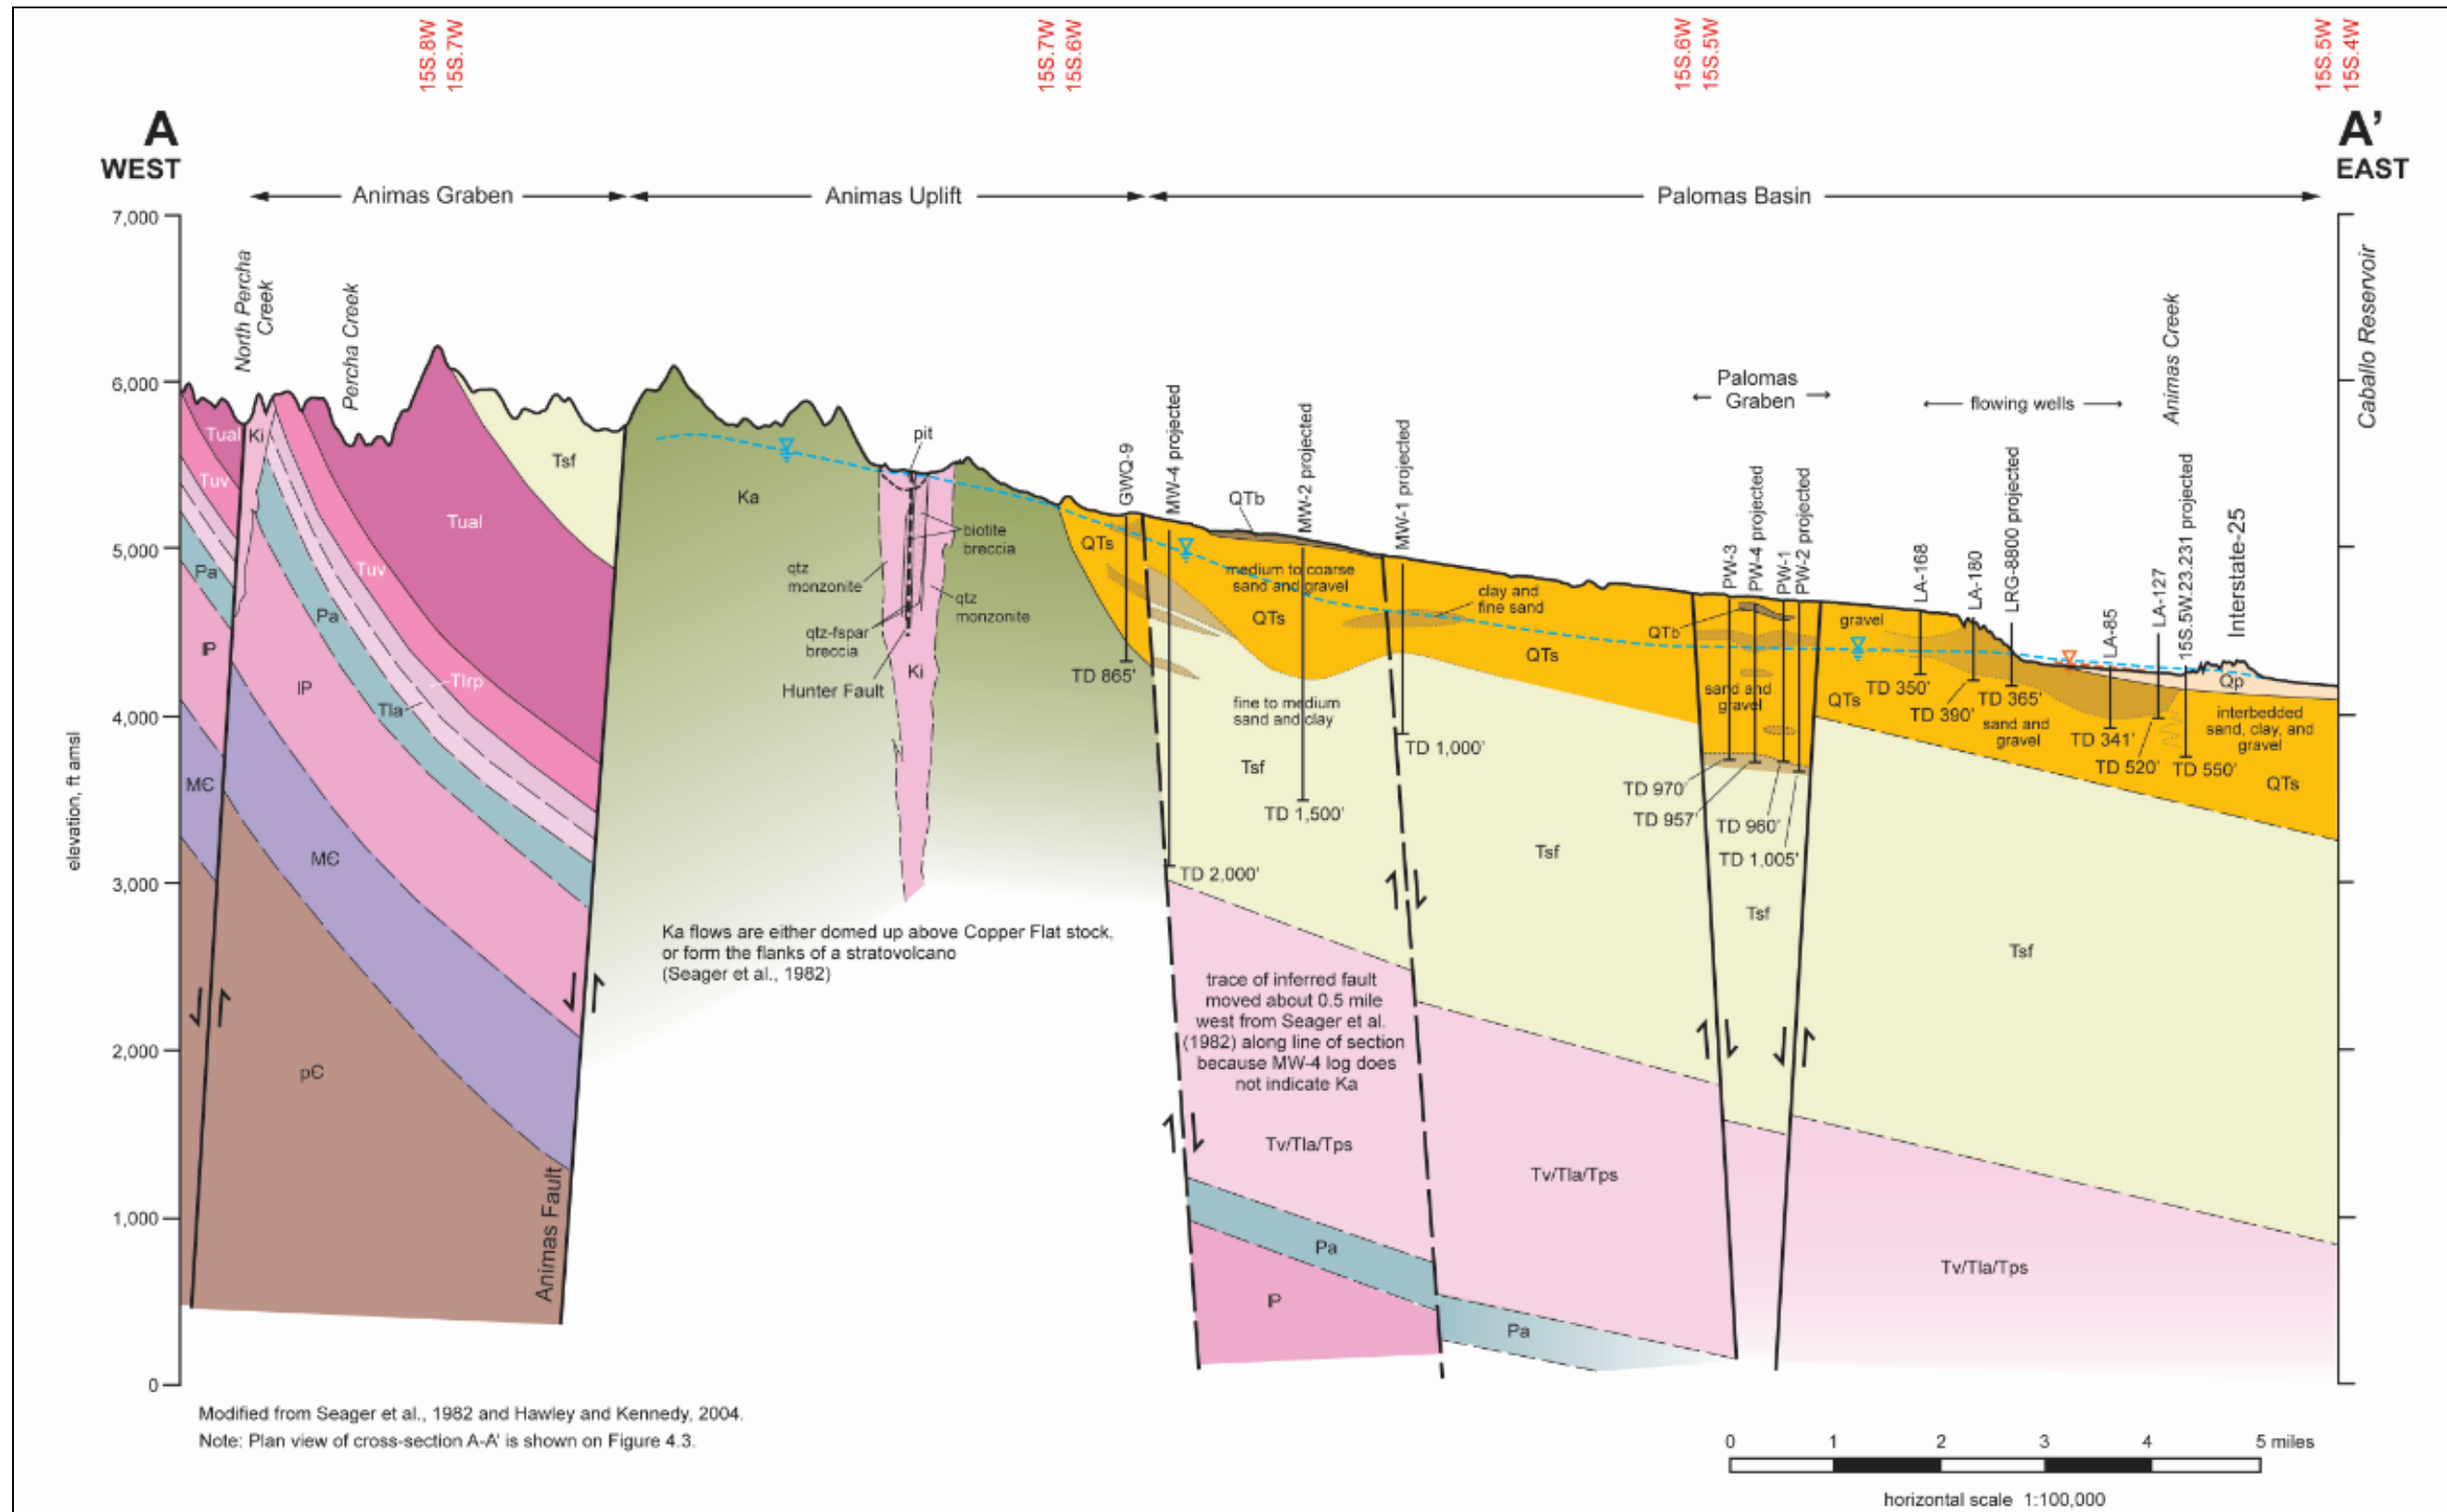 15S.8W
15S.7W
15S.7W
15S.6W
15S.6W
15S.5W
15S.5W
15S.4W
A
WEST
A'
EAST
Animas Graben
Animas Uplift
Palomas Basin
7,000
6,000
5,000
4,000
3,000
2,000
1,000
0
elevation, ft amsl
North Percha
Creek
Percha Creek
Caballo Reservoir
Animas Creek
Interstate-25
Palomas
Graben
flowing wells
pit
GWQ-9
MW-4 projected
MW-2 projected
MW-1 projected
PW-3
PW-4 projected
PW-1
PW-2 projected
LA-168
LA-180
LRG-8800 projected
LA-85
LA-127
15S.5W.23.231 projected
Tual
Ki
Tuv
Pa
IP
MЄ
Tual
Tsf
Tuv
Pa
Tlrp
Tla
IP
MЄ
pЄ
Animas Fault
Ka
biotite
breccia
qtz
monzonite
qtz
monzonite
qtz-fspar
breccia
Ki
Hunter Fault
Ka flows are either domed up above Copper Flat stock,
or form the flanks of a stratovolcano
(Seager et al., 1982)
QTs
TD 865'
QTb
medium to coarse
sand and gravel
QTs
fine to medium
sand and clay
Tsf
TD 1,500'
TD 2,000'
TD 1,000'
clay and
fine sand
QTs
Tsf
QTb
sand and
gravel
TD 970'
TD 957'
TD 960'
TD 1,005'
Tsf
gravel
QTs
TD 350'
TD 390'
TD 365'
sand and
gravel
TD 341'
TD 520'
TD 550'
Qp
interbedded
sand, clay, and
gravel
QTs
Tsf
trace of inferred fault
moved about 0.5 mile
west from Seager et al.
(1982) along line of section
because MW-4 log does
not indicate Ka
Tv/Tla/Tps
Pa
IP
Tv/Tla/Tps
Pa
Tv/Tla/Tps
Modified from Seager et al., 1982 and Hawley and Kennedy, 2004.
Note: Plan view of cross-section A-A' is shown on Figure 4.3.
0 1 2 3 4 5 miles
horizontal scale 1:100,000